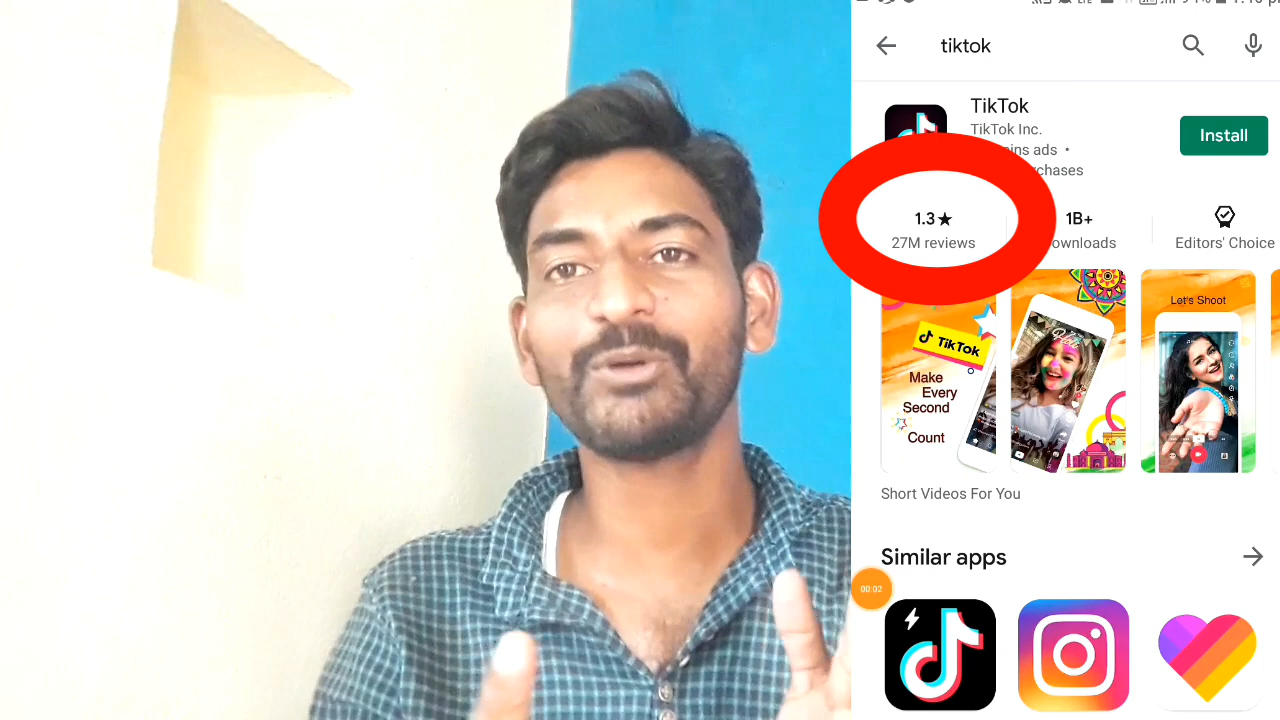 tiktok
TikTok
TikTok Inc.
ins ads •
rchases
Install
1.3★
27M reviews
1B+
ownloads
Editors' Choice
TikTok
Make
Every
Second
Count
Let's Shoot
Short Videos For You
Similar apps
00:02